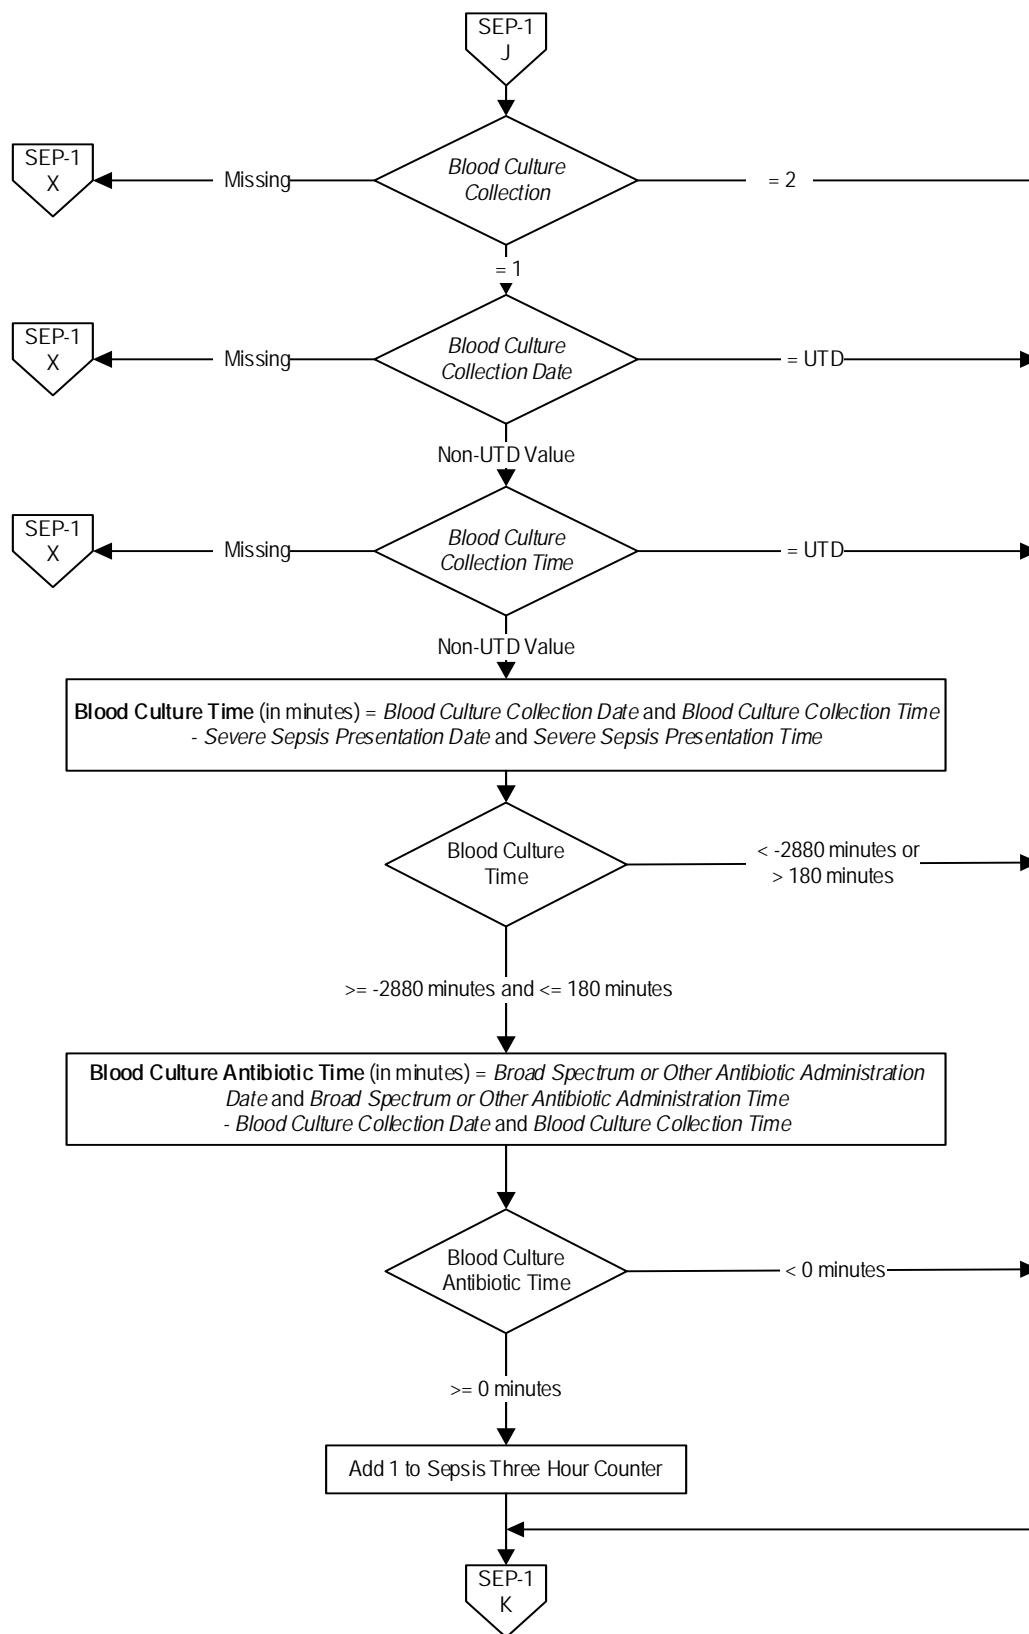 SEP-1
J
Blood Culture
Collection
SEP-1
X
Missing
= 2
= 1
Blood Culture
Collection Date
SEP-1
X
Missing
= UTD
Non-UTD Value
Blood Culture
Collection Time
SEP-1
X
Missing
= UTD
Non-UTD Value
Blood Culture Time (in minutes) = Blood Culture Collection Date and Blood Culture Collection Time
- Severe Sepsis Presentation Date and Severe Sepsis Presentation Time
Blood Culture
Time
< -2880 minutes or
> 180 minutes
>= -2880 minutes and <= 180 minutes
Blood Culture Antibiotic Time (in minutes) = Broad Spectrum or Other Antibiotic Administration
Date and Broad Spectrum or Other Antibiotic Administration Time
- Blood Culture Collection Date and Blood Culture Collection Time
Blood Culture
Antibiotic Time
< 0 minutes
>= 0 minutes
Add 1 to Sepsis Three Hour Counter
SEP-1
K